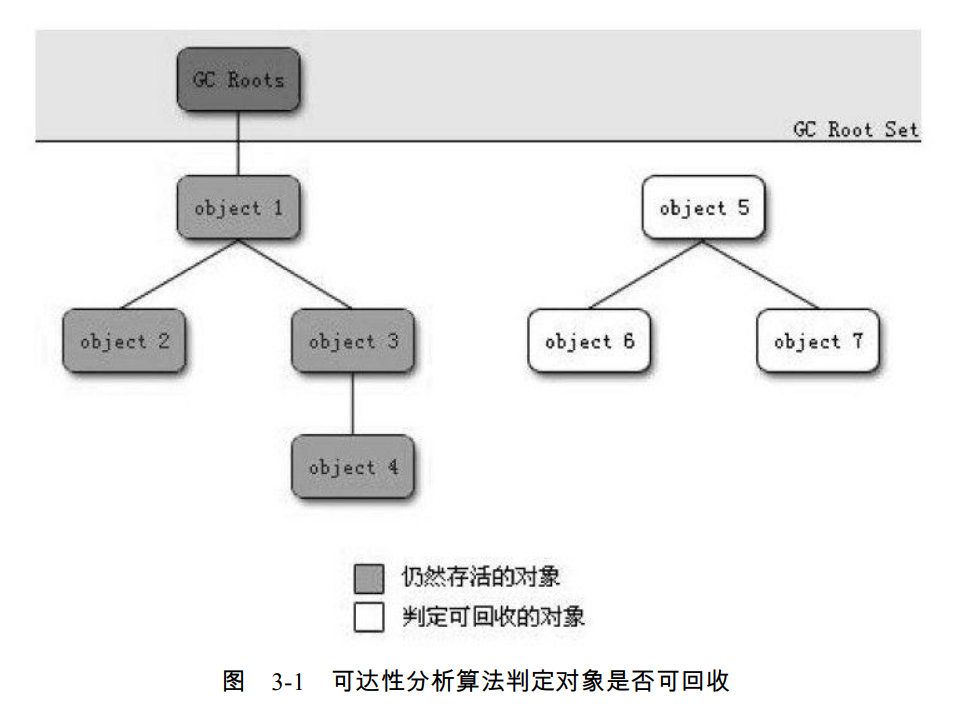 GC Roots
GC Root Set
object 1
object 5
object 2
object 3
object 6
object 7
object 4
仍然存活的对象
判定可回收的对象
图 3-1 可达性分析算法判定对象是否可回收